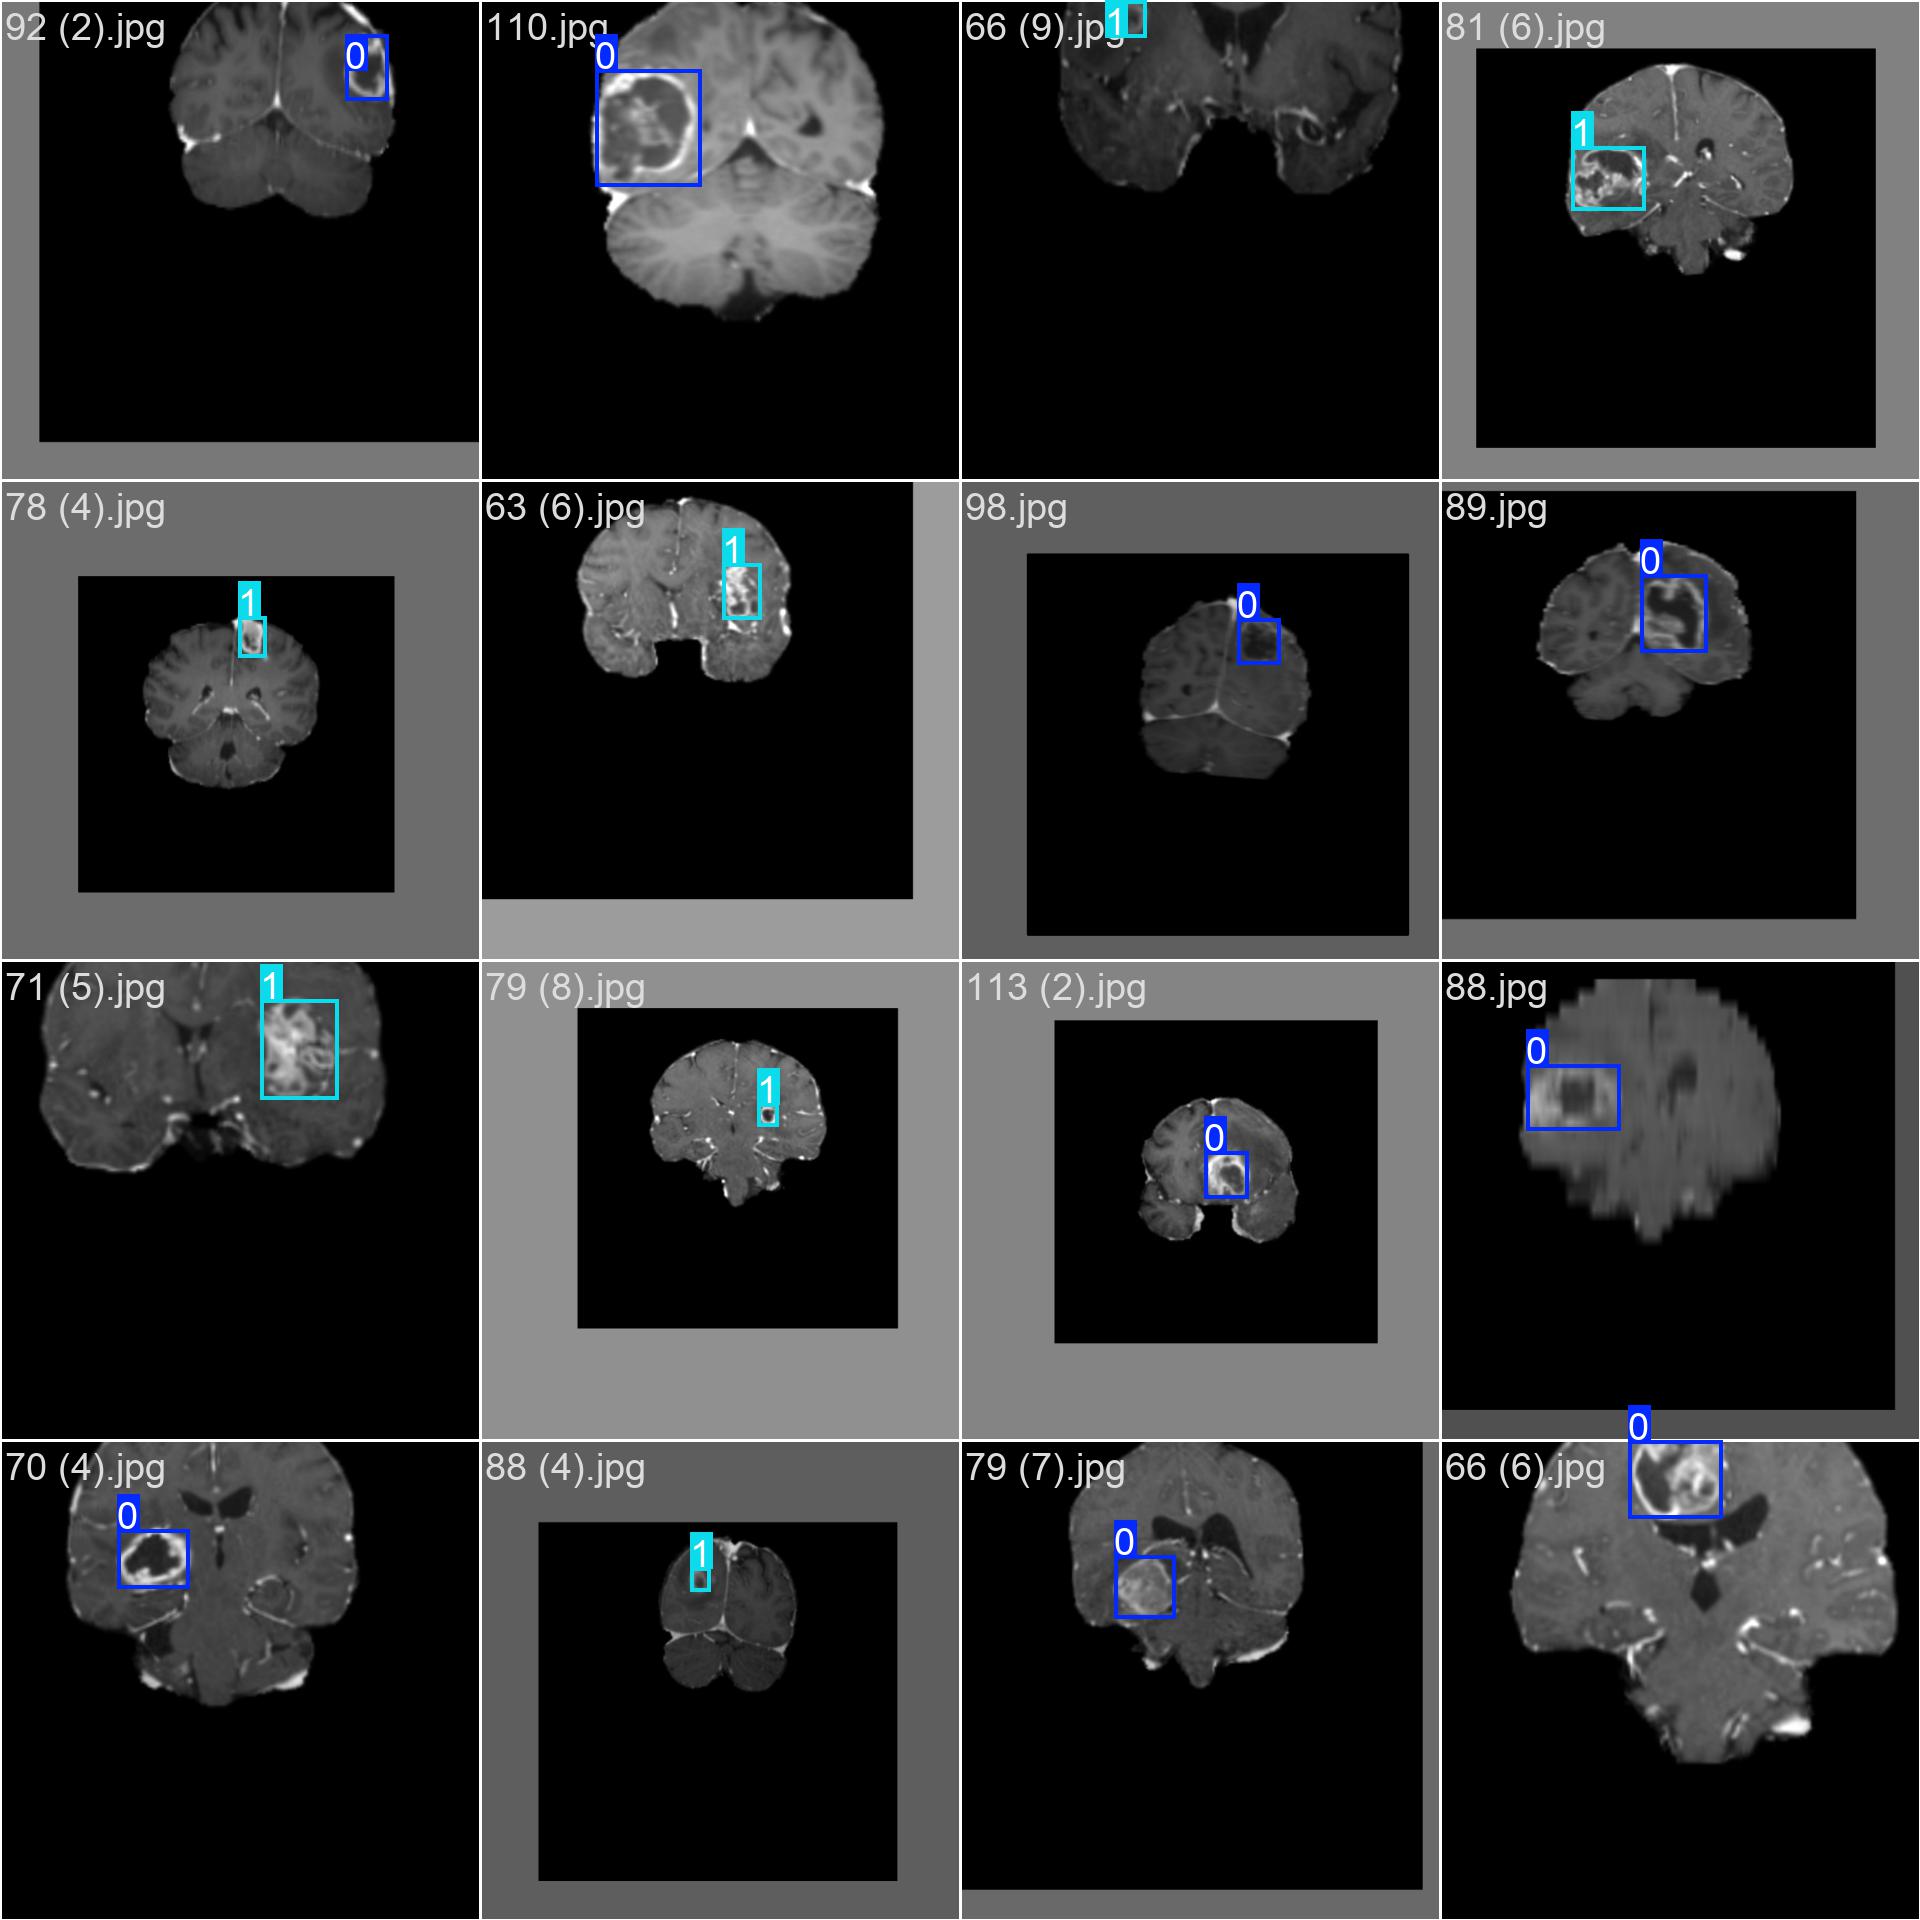 92 (2).jpg
0
110.jpg
0
66 (9).jpg
1
81 (6).jpg
1
78 (4).jpg
1
63 (6).jpg
1
98.jpg
0
89.jpg
0
71 (5).jpg
1
79 (8).jpg
1
113 (2).jpg
0
88.jpg
0
70 (4).jpg
0
88 (4).jpg
1
79 (7).jpg
0
66 (6).jpg
0